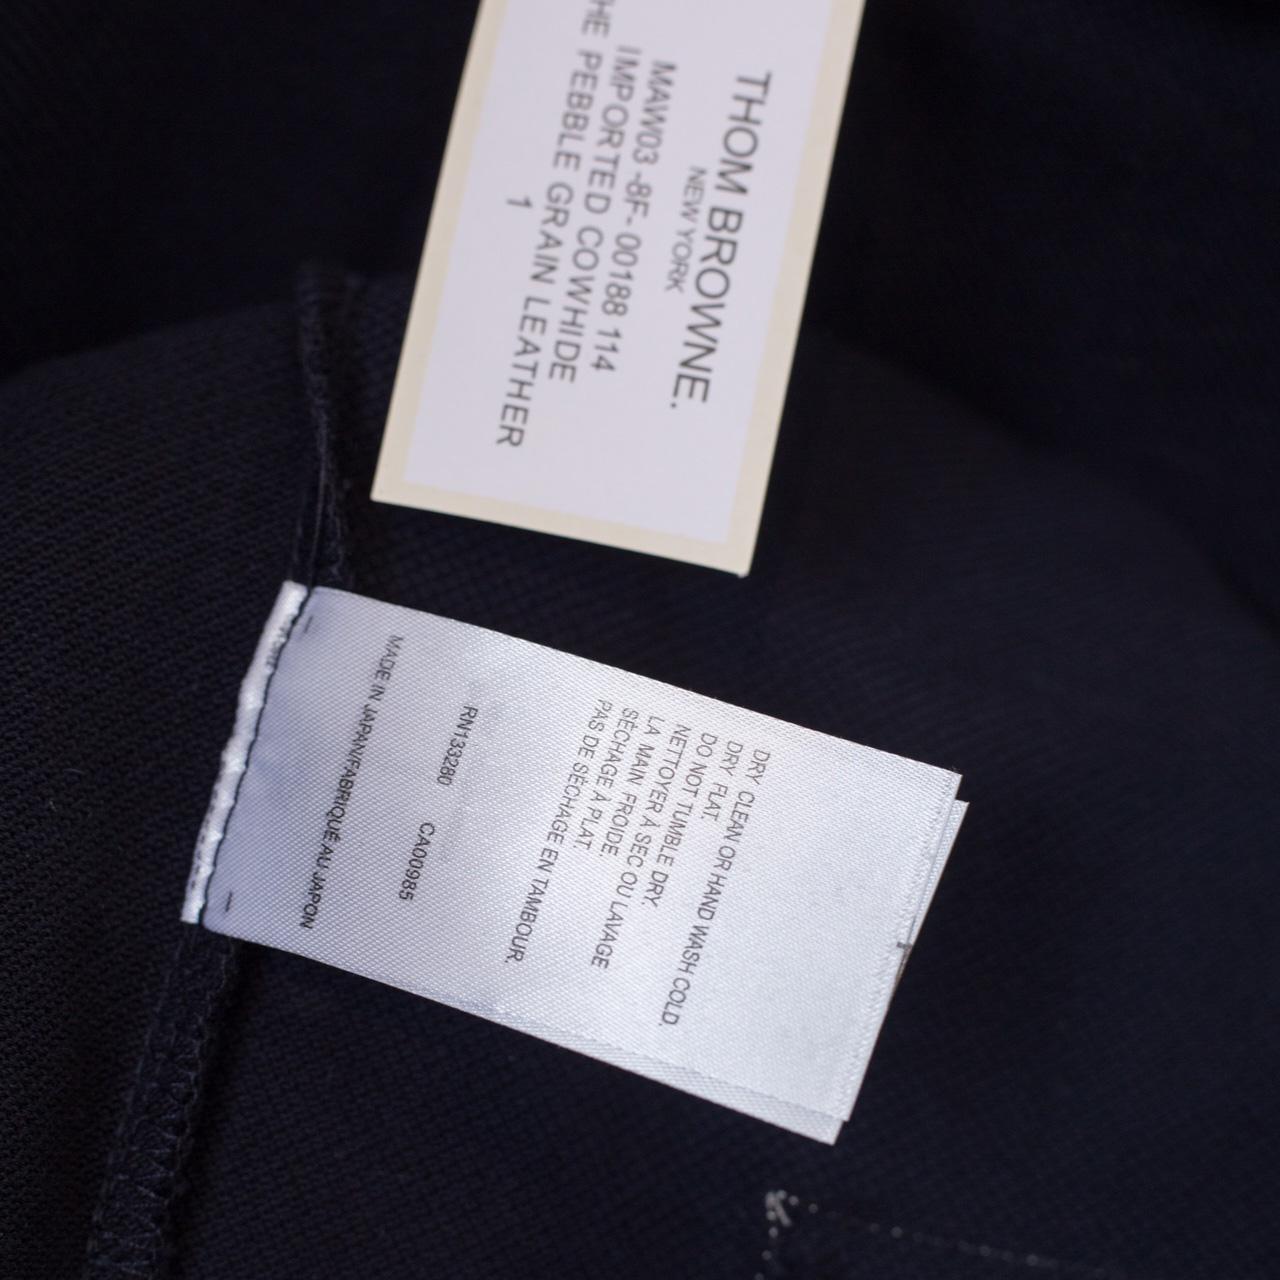 THOM BROWNE.
NEW YORK
MAW03 -8F- 00188 114
IMPORTED COWHIDE
HE PEBBLE GRAIN LEATHER
1
DRY CLEAN OR HAND WASH COLD.
DRY FLAT.
DO NOT TUMBLE DRY.
NETTOYER À SEC OU LAVAGE
LA MAIN FROIDE.
SÉCHAGE À PLAT.
PAS DE SÉCHAGE EN TAMBOUR.
RN133280 CA00985
MADE IN JAPAN/FABRIQUÉ AU JAPON